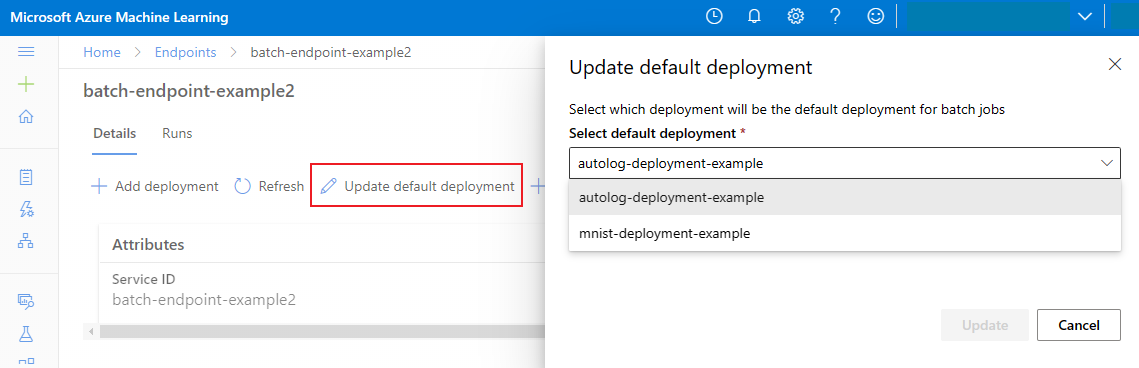 Microsoft Azure Machine Learning
Home > Endpoints > batch-endpoint-example2
batch-endpoint-example2
Details Runs
Add deployment Refresh Update default deployment
Attributes
Service ID
batch-endpoint-example2
Update default deployment
Select which deployment will be the default deployment for batch jobs
Select default deployment *
autolog-deployment-example
autolog-deployment-example
mnist-deployment-example
Update Cancel